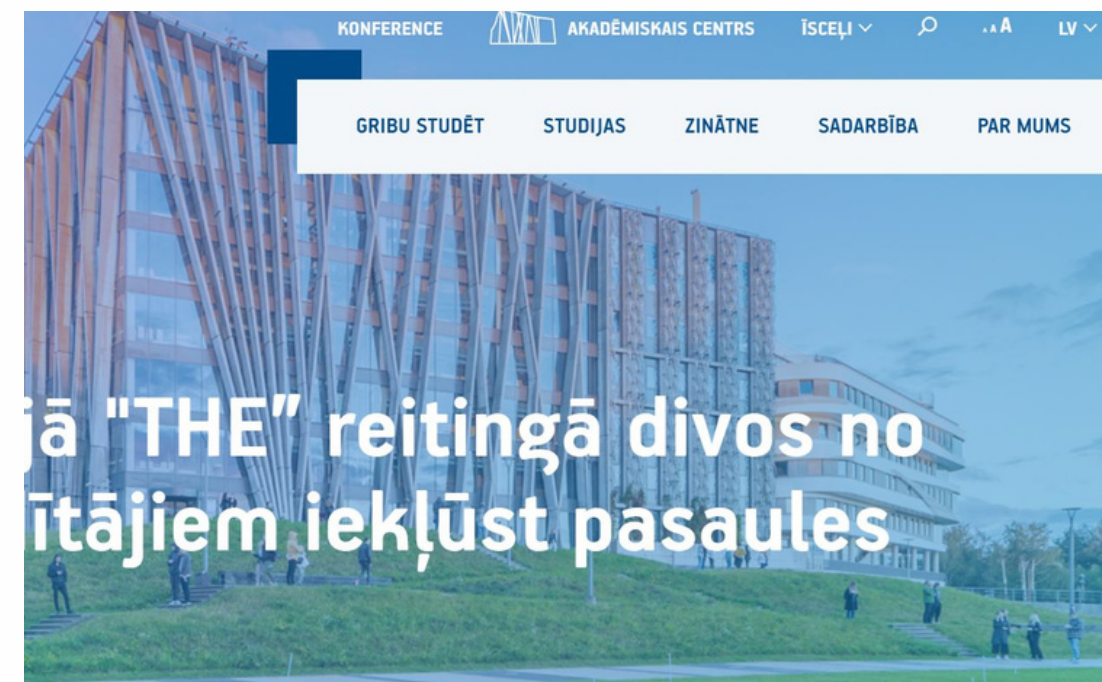 KONFERENCE AKADĒMISKAIS CENTRS ĪSCEĻI A A A LV
GRIBU STUDĒT STUDIJAS ZINĀTNE SADARBĪBA PAR MUMS
jā "THE" reitingā divos no
ītājiem iekļūst pasaules